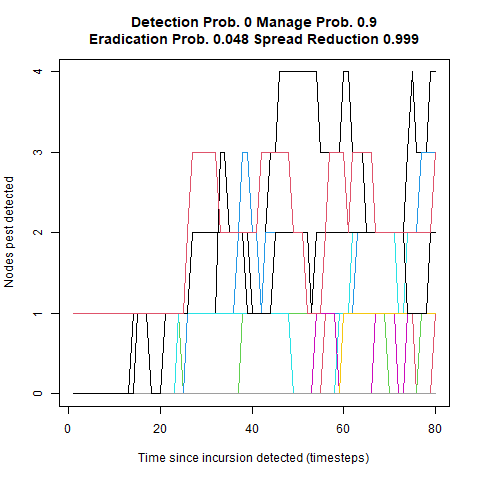 Detection Prob. 0 Manage Prob. 0.9
Eradication Prob. 0.048 Spread Reduction 0.999
Nodes pest detected
4
3
2
1
0
0 20 40 60 80
Time since incursion detected (timesteps)